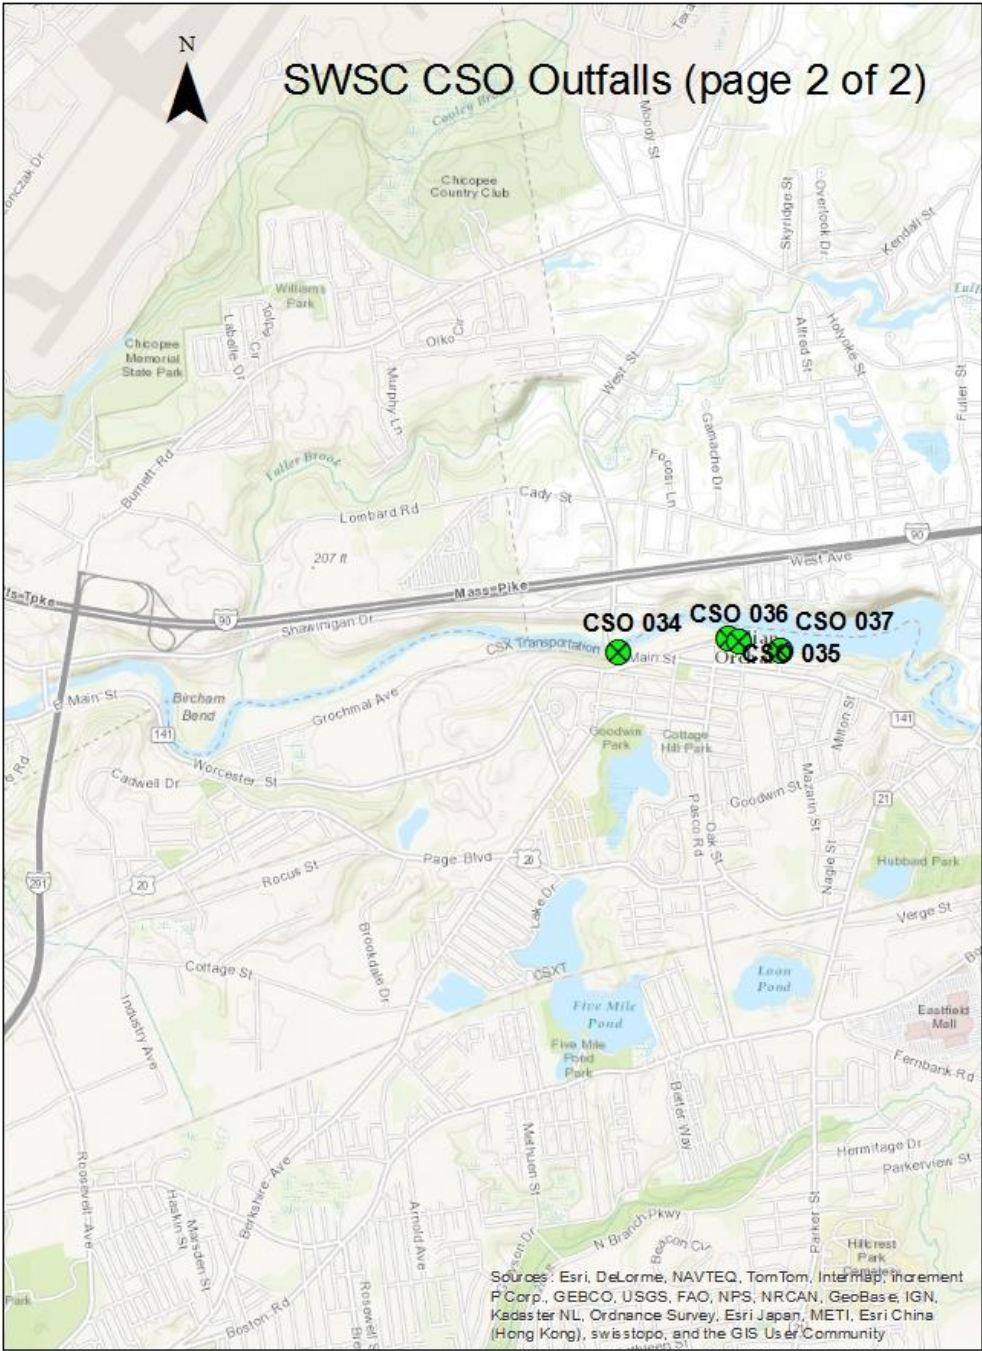 N
SWSC CSO Outfalls (page 2 of 2)
Cooley
Moody St
Chicopee
Country Club
Skyridge St
Overlook Dr
Kendall St
Williams
Park
Labelle Dr
Cir
Olko Cir
Chicopee
Memorial
State Park
Murphy Ln
West St
Alfred St
Holyoke St
Fuller St
Gamache Dr
Burnett Rd
Fuller Brook
Focosi Ln
Cady St
Lombard Rd
207 ft
90
West Ave
Mass-Pike
Tpke
90
Shawinigan Dr
CSO 034
CSO 036
CSO 037
CSX Transportation
Main St
CSO 035
E Main St
Bircham
Bend
Grochmal Ave
141
141
Milton St
Goodwin
Park
Cottage
Hill Park
Worcester St
Cadwell Dr
Goodwin St
Mazarin St
21
Pasco Rd
Oak St
Page Blvd
20
Rocus St
20
291
Nagle St
Hubbard Park
Lake Dr
Verge St
Brookdale Dr
Cottage St
CSXT
Loon
Pond
Industry Ave
Five Mile
Pond
Eastfield
Mall
Five Mile
Pond
Park
Fernbank Rd
Better Way
Methuen St
Hermitage Dr
Parkerview St
Roosevelt Ave
Haskin St
Marsden St
Berkshire Ave
Arnold Ave
N Branch Pkwy
Beacon Cir
Parker St
Hillcrest
Park
Cemetery
Park
Boston Rd
Sources: Esri, DeLorme, NAVTEQ, TomTom, Intermap, increment
P Corp., GEBCO, USGS, FAO, NPS, NRCAN, GeoBase, IGN,
Kadaster NL, Ordnance Survey, Esri Japan, METI, Esri China
(Hong Kong), swisstopo, and the GIS User Community